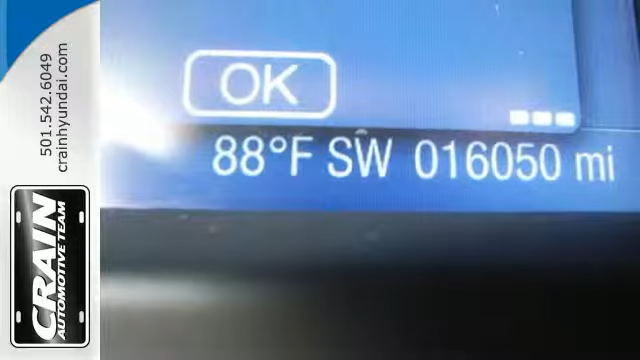 OK
88°F SW 016050 mi
501.542.6049
crainhyundai.com
CRAIN
AUTOMOTIVE TEAM